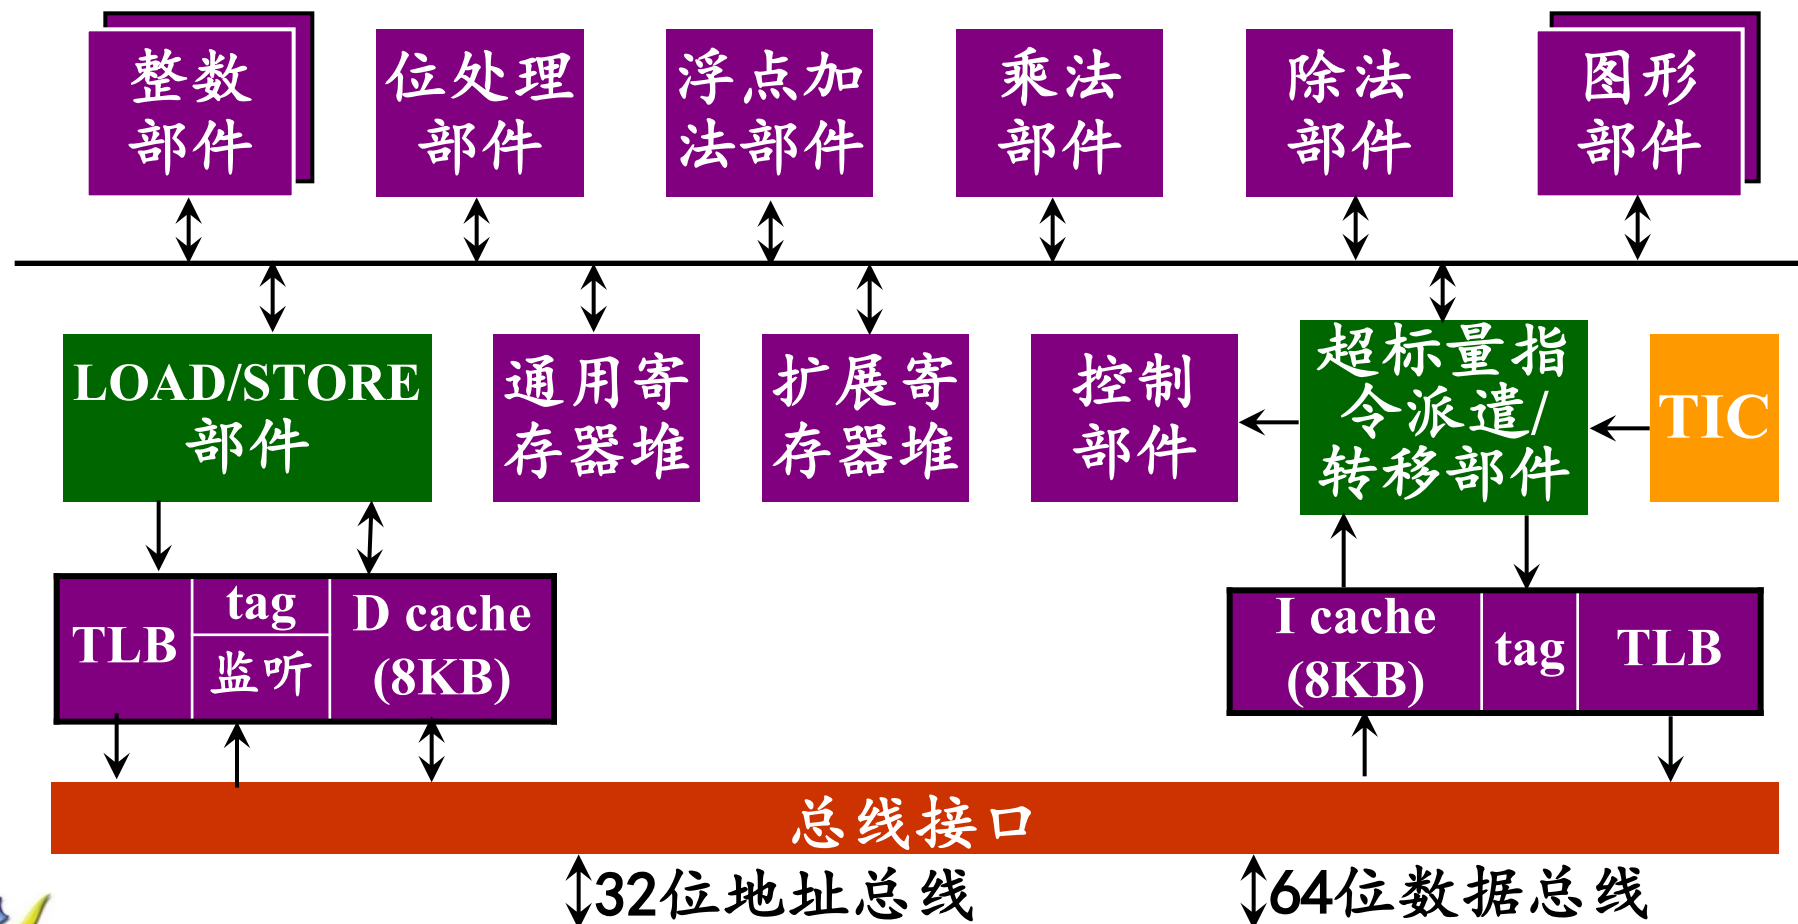 整数
部件
位处理
部件
浮点加
法部件
乘法
部件
除法
部件
图形
部件
LOAD/STORE
部件
通用寄
存器堆
扩展寄
存器堆
控制
部件
超标量指
令派遣/
转移部件
TIC
TLB
tag
监听
D cache
(8KB)
I cache
(8KB)
tag
TLB
总线接口
32位地址总线
64位数据总线